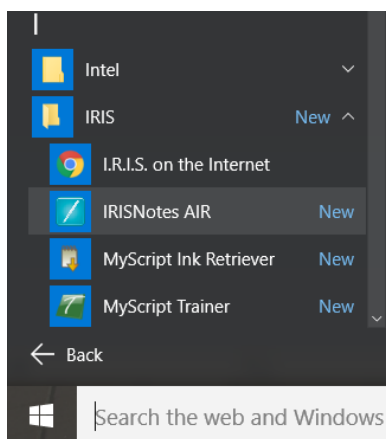 I
Intel
IRIS New
I.R.I.S. on the Internet
IRISNotes AIR New
MyScript Ink Retriever New
MyScript Trainer New
Back
Search the web and Windows